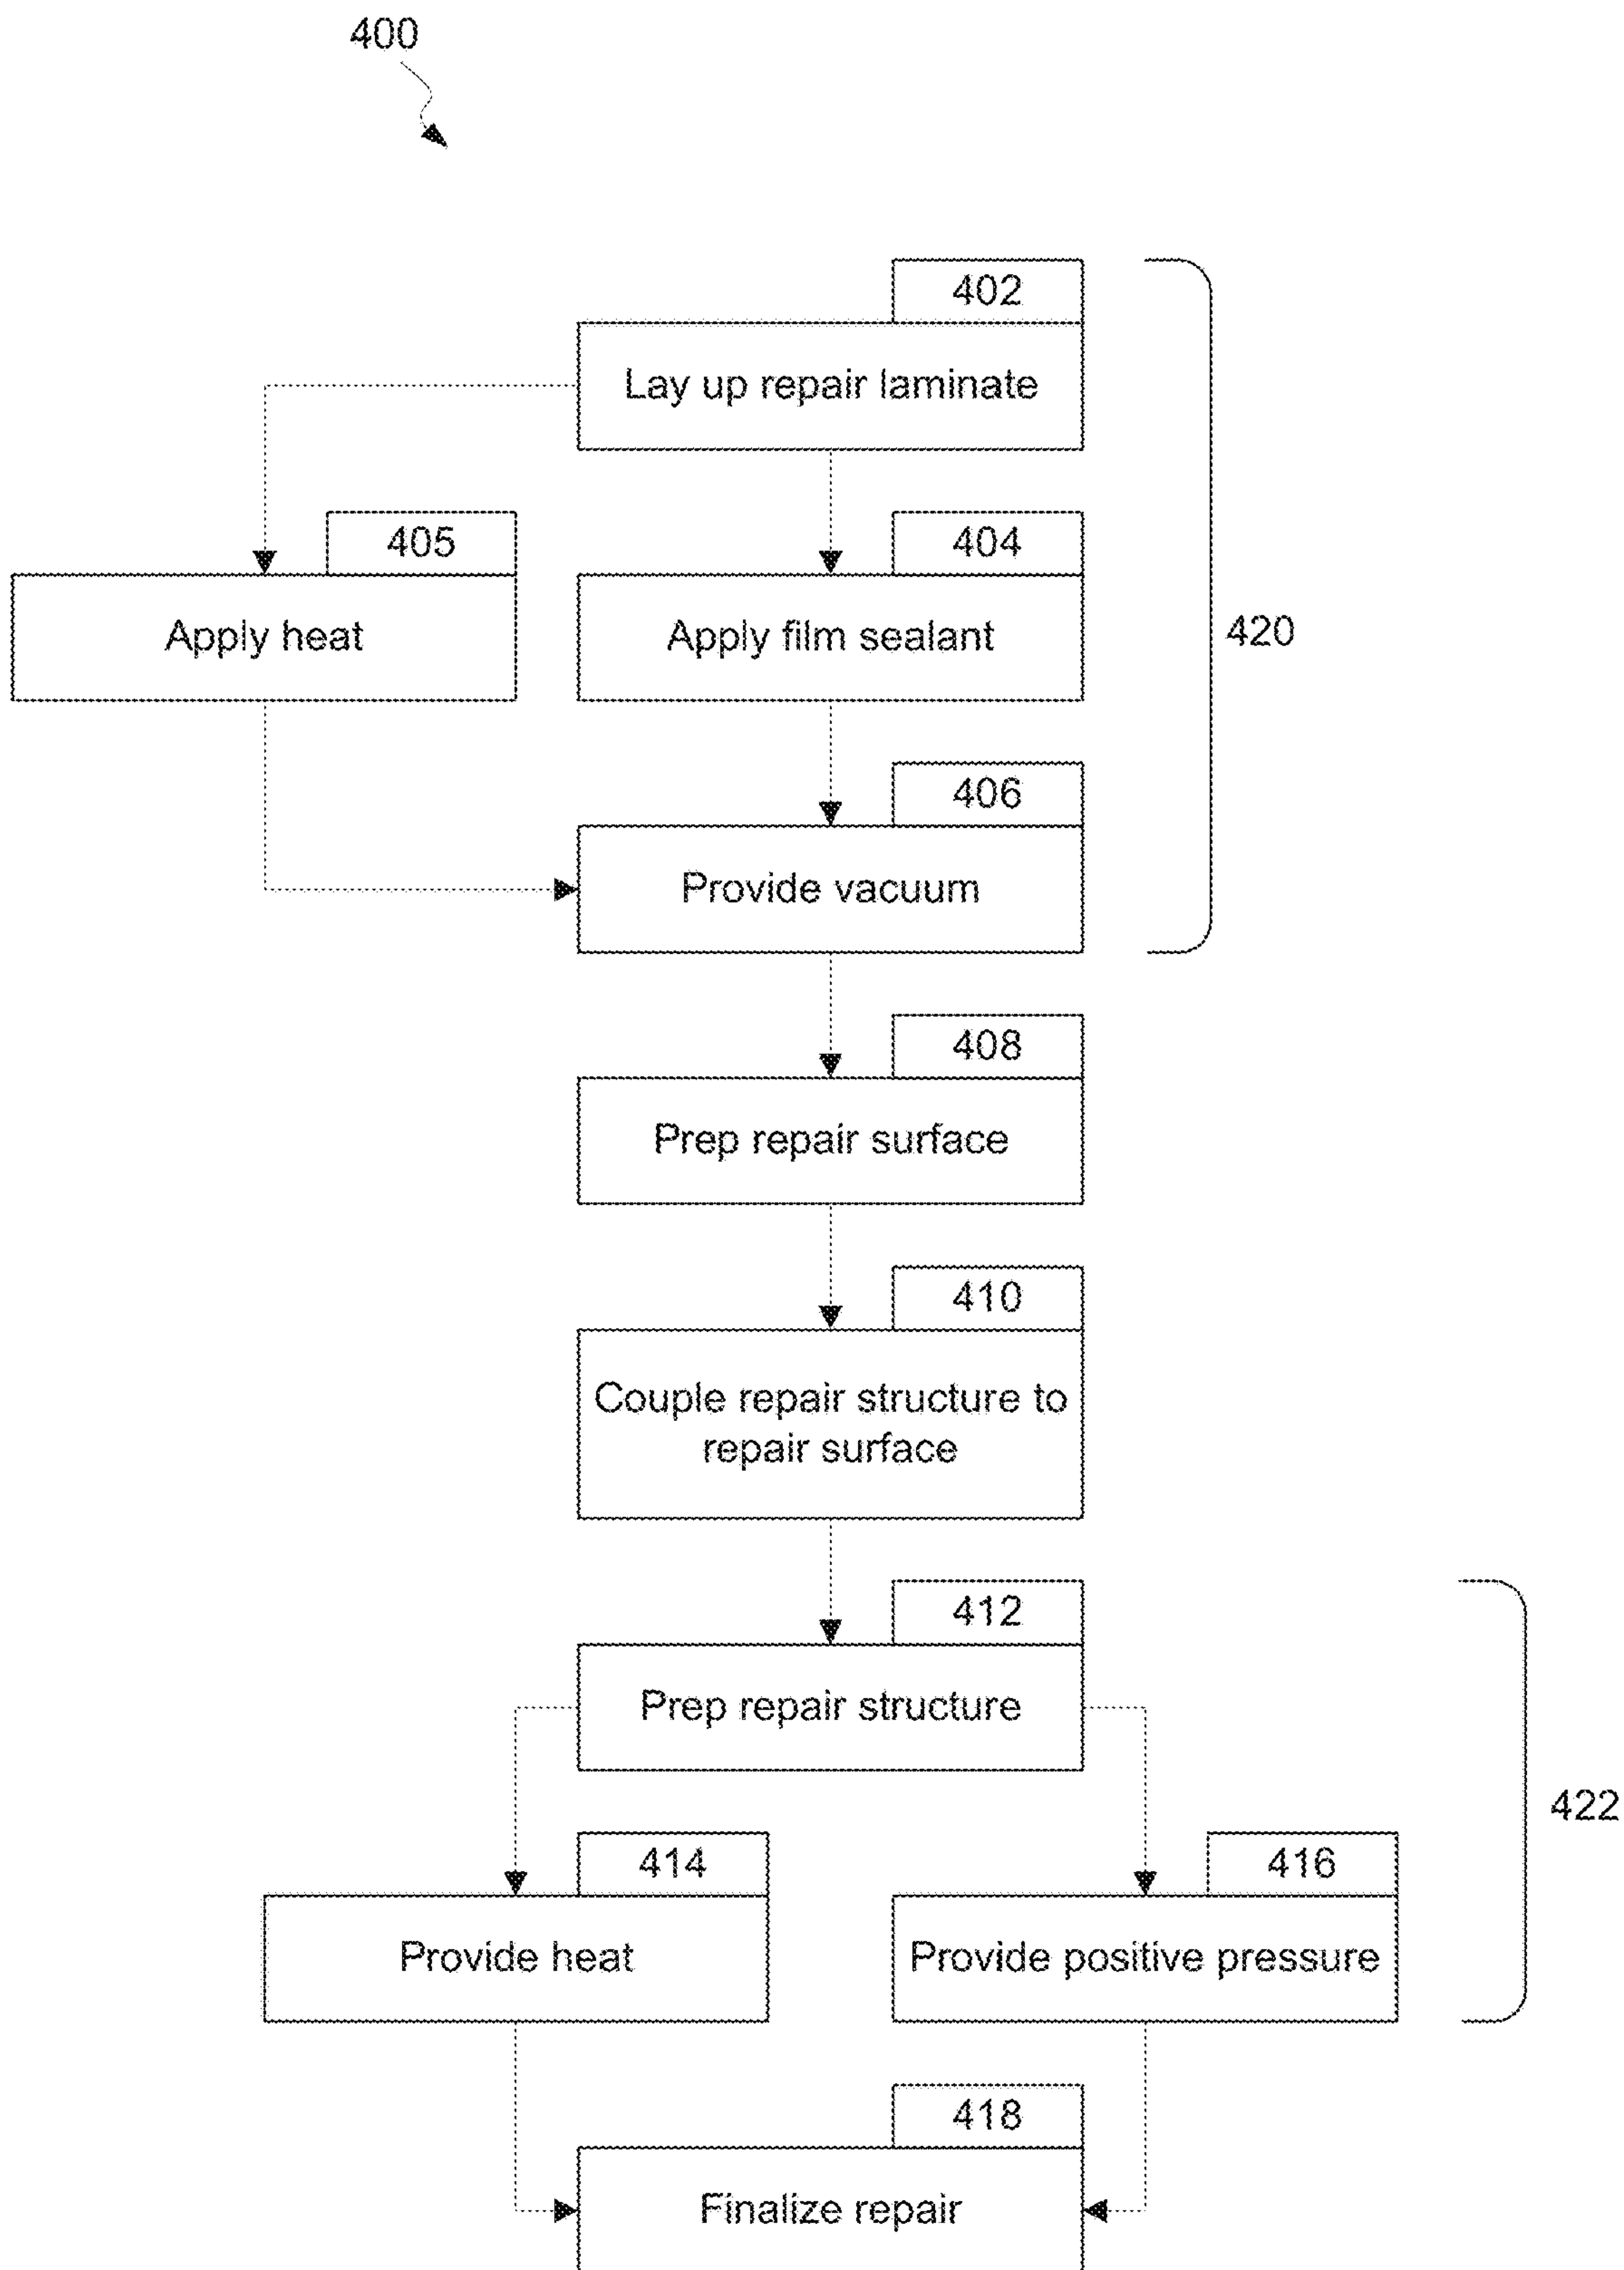 400
402
Lay up repair laminate
405
404
Apply heat
Apply film sealant
420
406
Provide vacuum
408
Prep repair surface
410
Couple repair structure to
repair surface
412
Prep repair structure
422
414
416
Provide heat
Provide positive pressure
418
Finalize repair